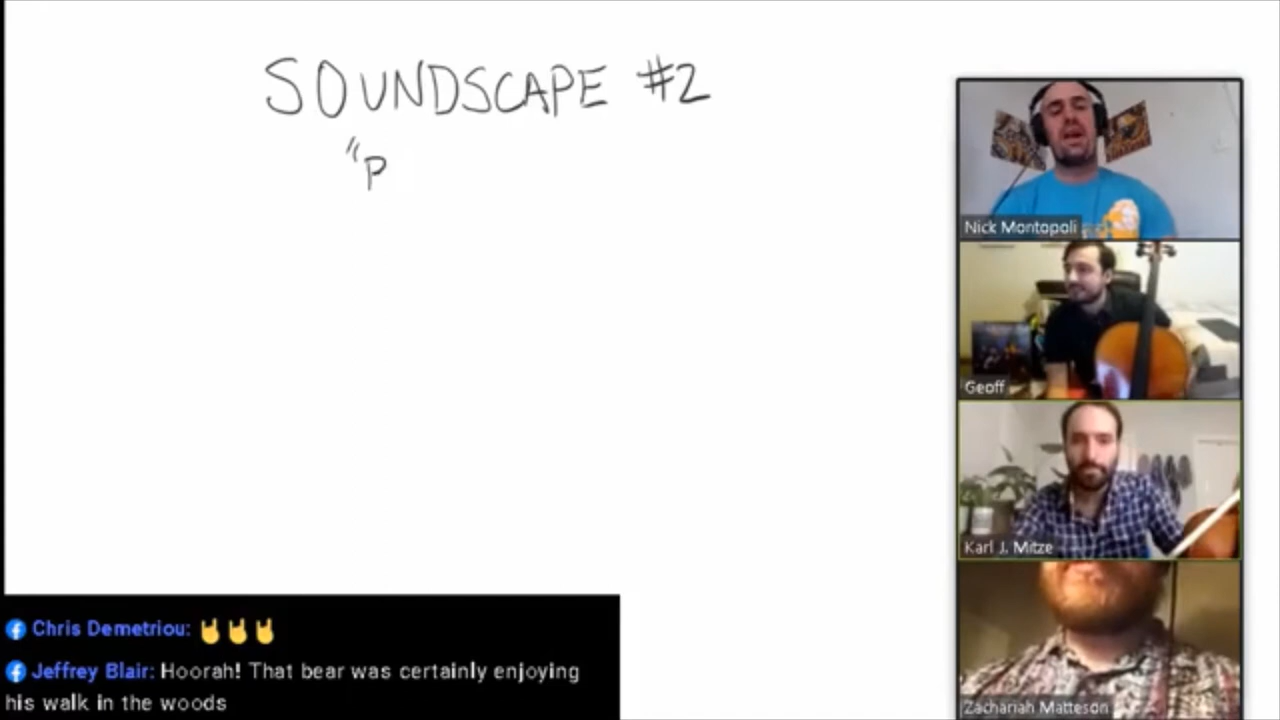 SOUNDSCAPE #2
"P
Nick Montopoli
Geoff
Karl J. Mitze
Zachariah Matteson
Chris Demetriou: 🤘🤘🤘
Jeffrey Blair: Hoorah! That bear was certainly enjoying
his walk in the woods